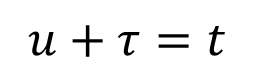 u + τ = t